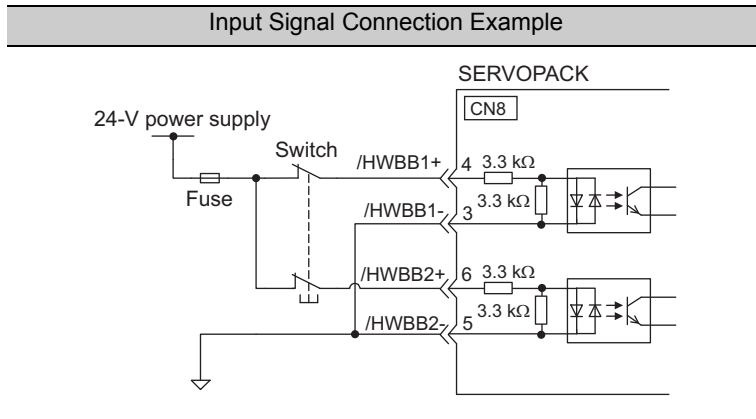 Input Signal Connection Example
SERVOPACK
CN8
24-V power supply
Switch
Fuse
/HWBB1+ 4 3.3 kΩ
3.3 kΩ
/HWBB1- 3
/HWBB2+ 6 3.3 kΩ
3.3 kΩ
/HWBB2- 5